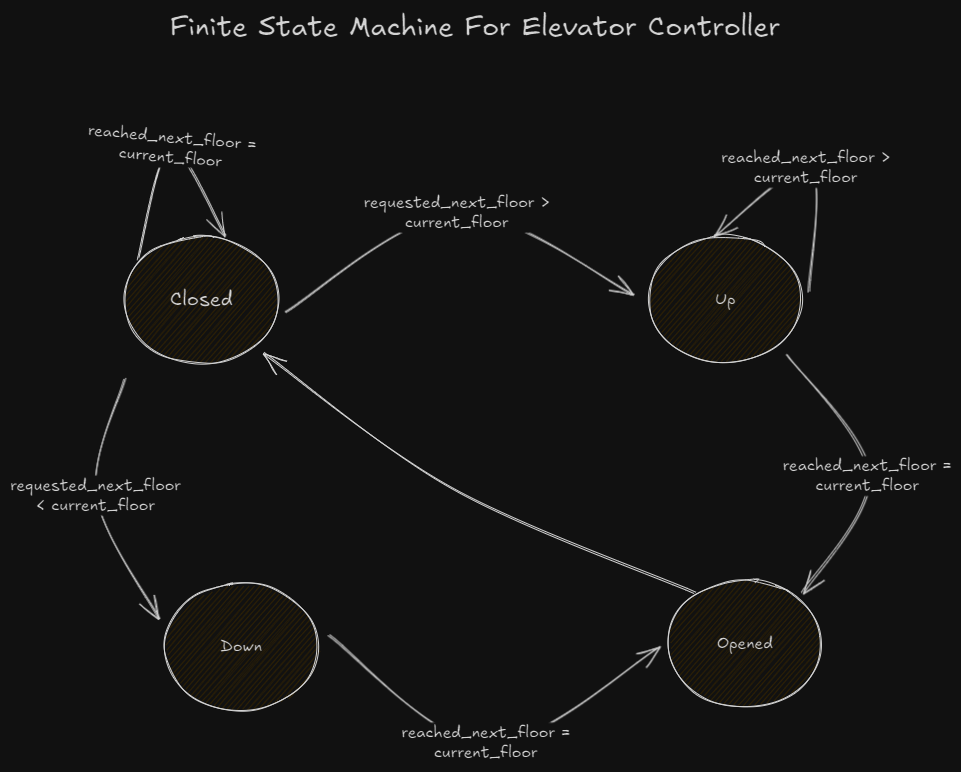 Finite State Machine For Elevator Controller
reached_next_floor =
current_floor
reached_next_floor >
current_floor
requested_next_floor >
current_floor
Closed
Up
reached_next_floor =
current_floor
requested_next_floor
< current_floor
Down
Opened
reached_next_floor =
current_floor